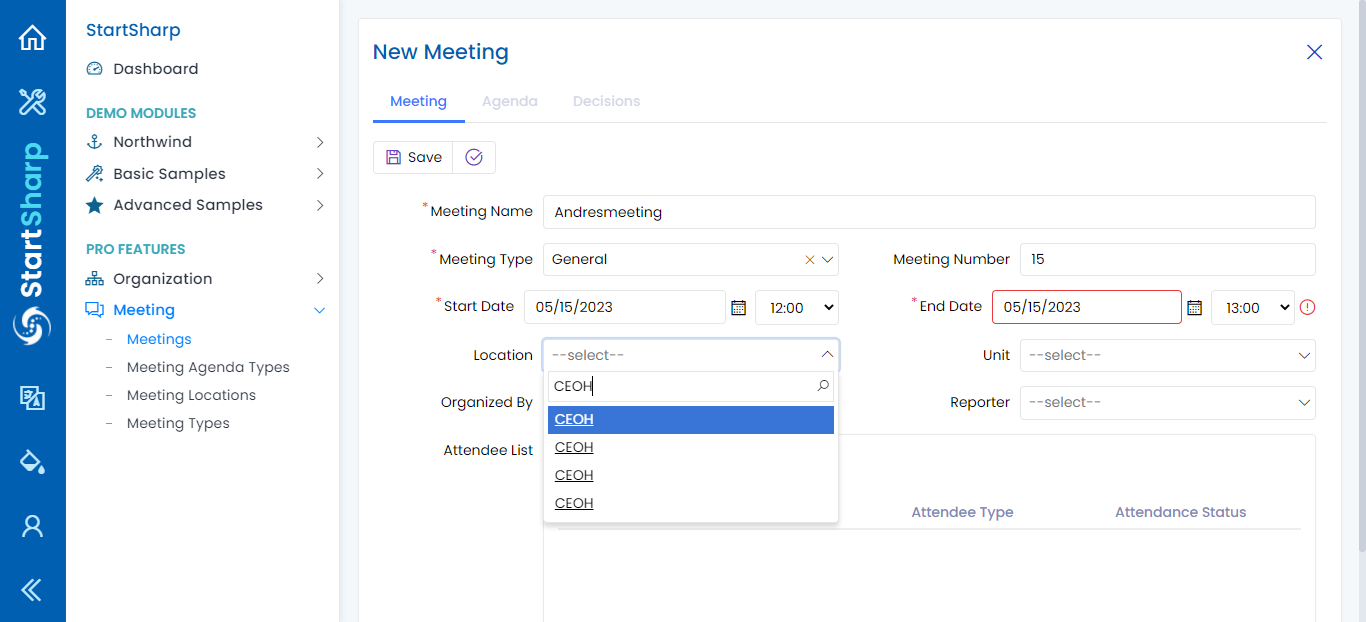 StartSharp
StartSharp
Dashboard
DEMO MODULES
Northwind
Basic Samples
Advanced Samples
PRO FEATURES
Organization
Meeting
Meetings
Meeting Agenda Types
Meeting Locations
Meeting Types
New Meeting
Meeting Agenda Decisions
Save
*Meeting Name Andresmeeting
*Meeting Type General Meeting Number 15
*Start Date 05/15/2023 12:00 *End Date 05/15/2023 13:00
Location --select-- Unit --select--
CEOH
Organized By Reporter --select--
CEOH
Attendee List CEOH
CEOH
CEOH
Attendee Type Attendance Status